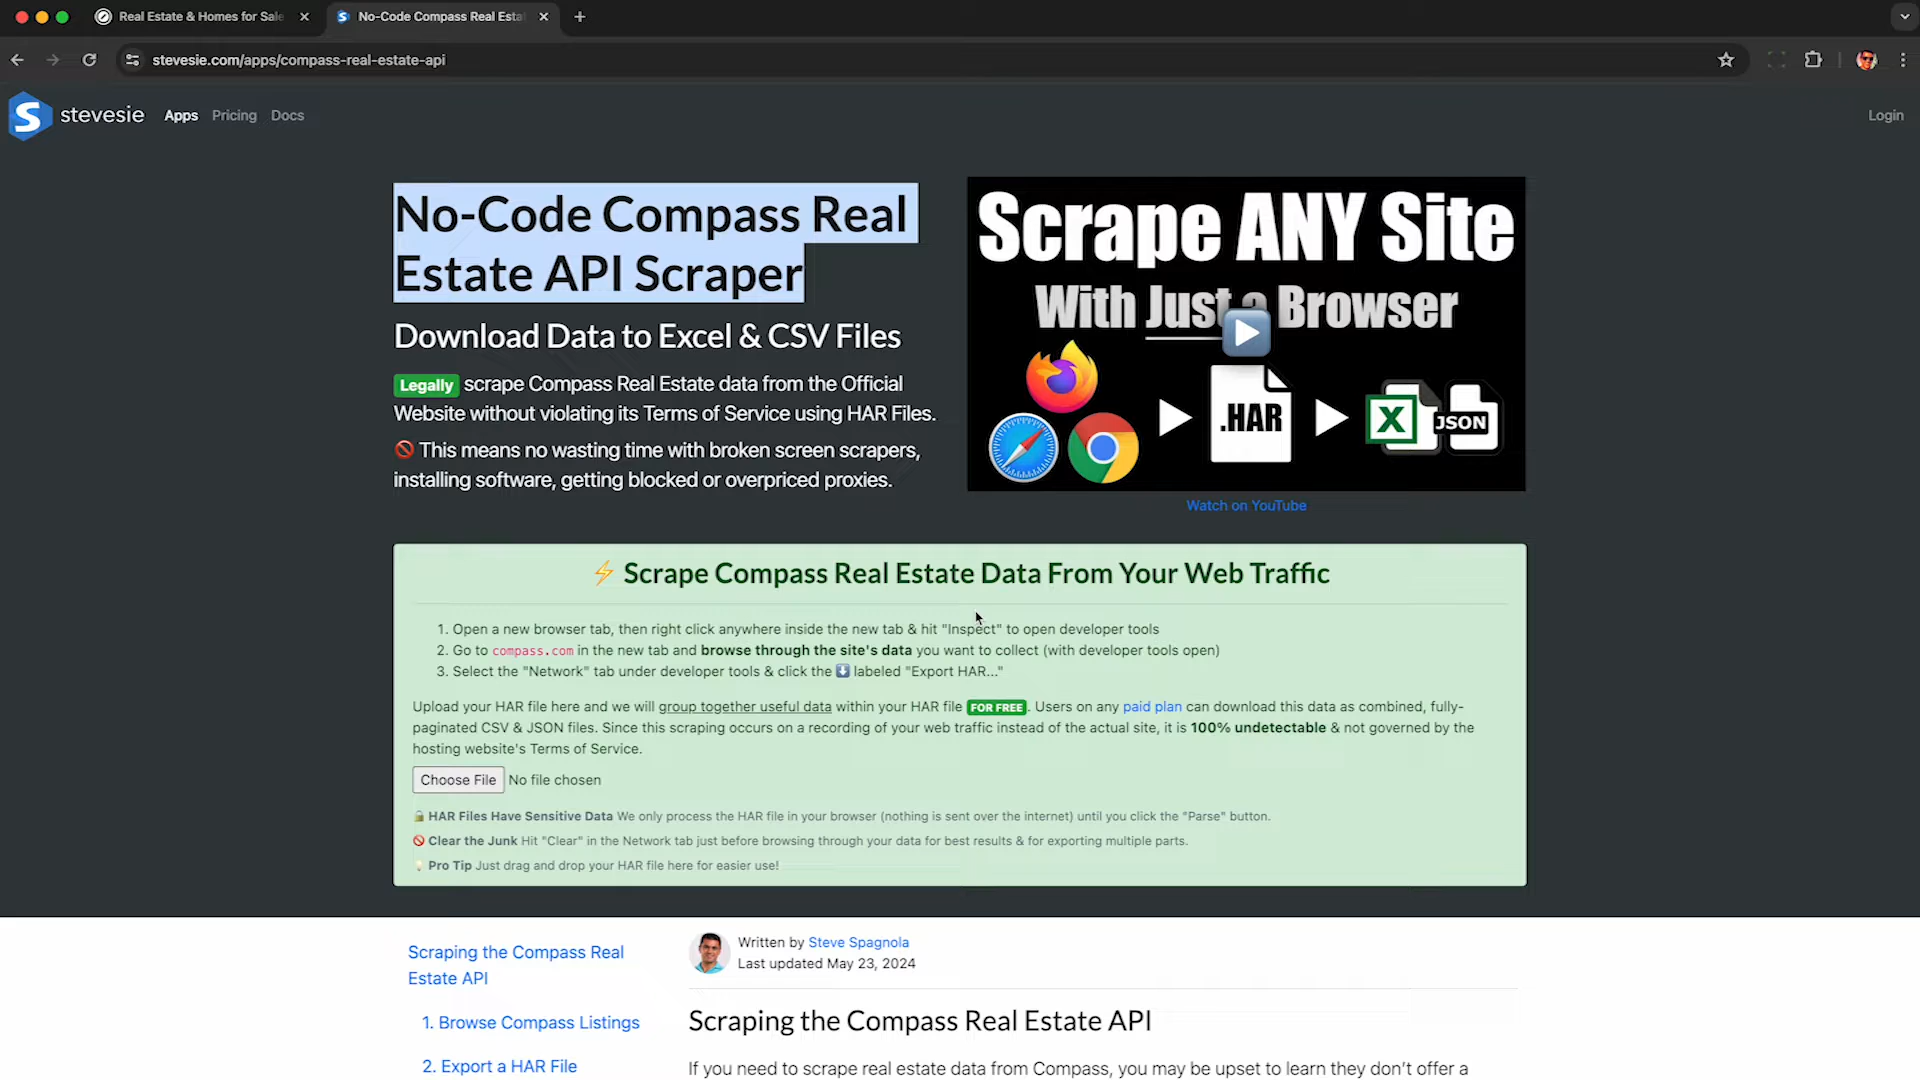 Real Estate & Homes for Sale
No-Code Compass Real Esta
stevesie.com/apps/compass-real-estate-api
stevesie
Apps
Pricing
Docs
Login
No-Code Compass Real
Estate API Scraper
Download Data to Excel & CSV Files
Legally scrape Compass Real Estate data from the Official
Website without violating its Terms of Service using HAR Files.
🚫 This means no wasting time with broken screen scrapers,
installing software, getting blocked or overpriced proxies.
Scrape ANY Site
With Just a Browser
.HAR
X
JSON
Watch on YouTube
⚡ Scrape Compass Real Estate Data From Your Web Traffic
1. Open a new browser tab, then right click anywhere inside the new tab & hit "Inspect" to open developer tools
2. Go to compass.com in the new tab and browse through the site's data you want to collect (with developer tools open)
3. Select the "Network" tab under developer tools & click the ⬇️ labeled "Export HAR..."
Upload your HAR file here and we will group together useful data within your HAR file FOR FREE. Users on any paid plan can download this data as combined, fully-
paginated CSV & JSON files. Since this scraping occurs on a recording of your web traffic instead of the actual site, it is 100% undetectable & not governed by the
hosting website's Terms of Service.
Choose File No file chosen
🔒 HAR Files Have Sensitive Data We only process the HAR file in your browser (nothing is sent over the internet) until you click the "Parse" button.
🚫 Clear the Junk Hit "Clear" in the Network tab just before browsing through your data for best results & for exporting multiple parts.
💡 Pro Tip Just drag and drop your HAR file here for easier use!
Scraping the Compass Real
Estate API
1. Browse Compass Listings
2. Export a HAR File
Written by Steve Spagnola
Last updated May 23, 2024
Scraping the Compass Real Estate API
If you need to scrape real estate data from Compass, you may be upset to learn they don't offer a